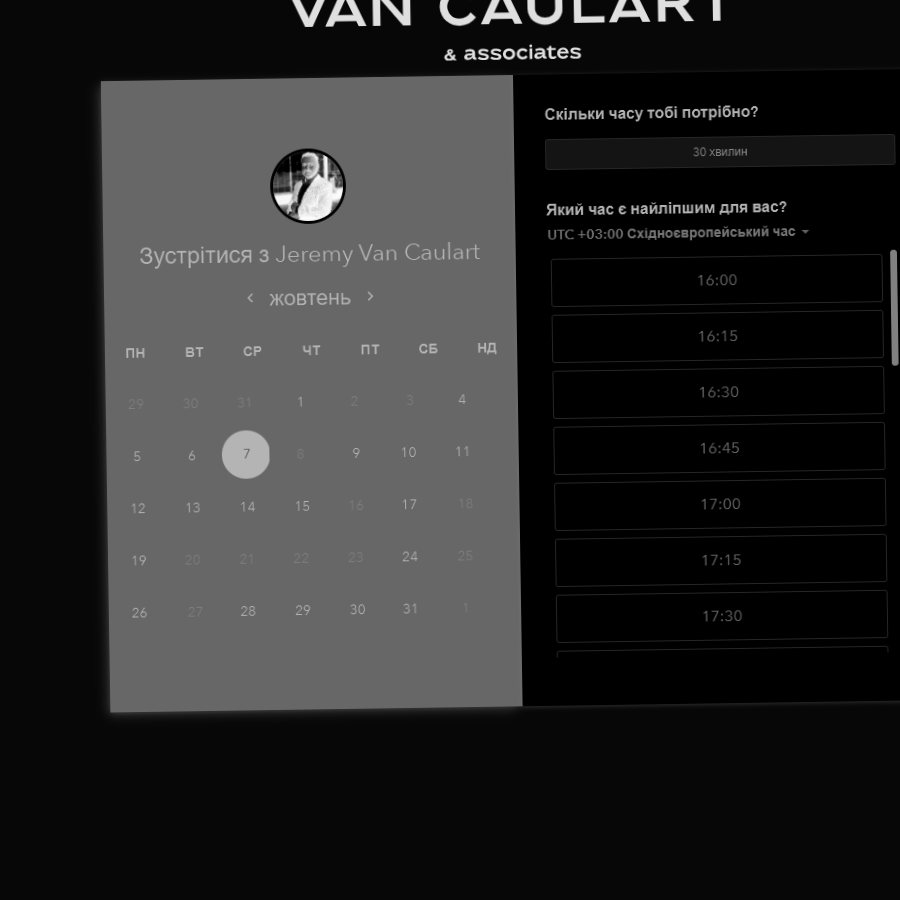 VAN CAULART
& associates
Зустрітися з Jeremy Van Caulart
жовтень
ПН ВТ СР ЧТ ПТ СБ НД
29 30 31 1 2 3 4
5 6 7 8 9 10 11
12 13 14 15 16 17 18
19 20 21 22 23 24 25
26 27 28 29 30 31 1
Скільки часу тобі потрібно?
30 хвилин
Який час є найліпшим для вас?
UTC +03:00 Східноєвропейський час
16:00
16:15
16:30
16:45
17:00
17:15
17:30